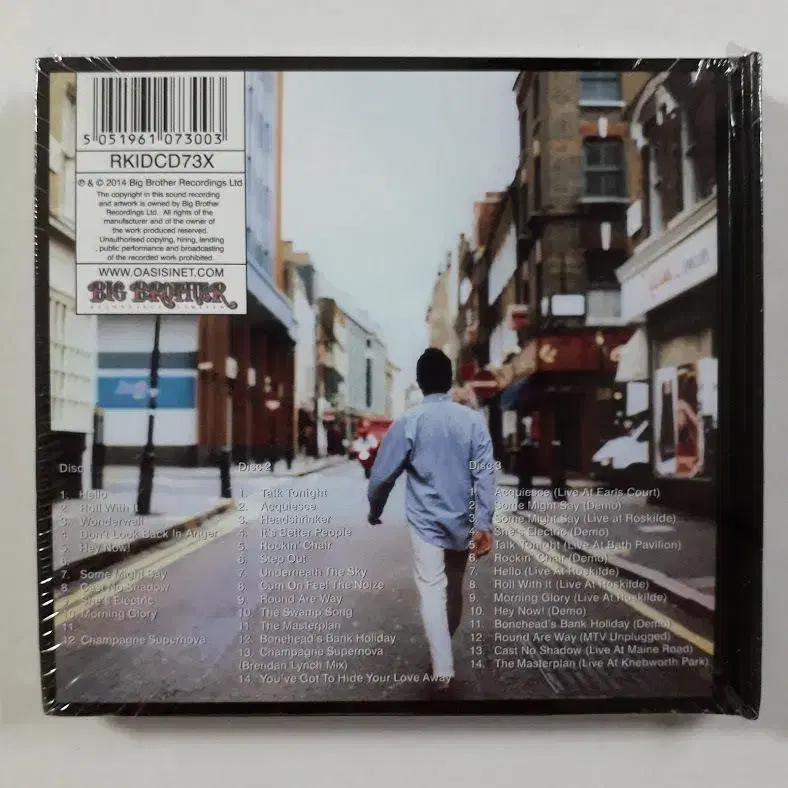 5 051961 073003
RKIDCD73X
℗ & © 2014 Big Brother Recordings Ltd
The copyright in this sound recording
and artwork is owned by Big Brother
Recordings Ltd. All rights of the
manufacturer and of the owner of
the work produced reserved.
Unauthorised copying, hiring, lending
public performance and broadcasting
of the recorded work prohibited.
WWW.OASISINET.COM
BIG BROTHER
RECORDINGS LIMITED
Disc 1
1. Hello
2. Roll With It
3. Wonderwall
4. Don't Look Back In Anger
5. Hey Now!
6.
7. Some Might Say
8. Cast No Shadow
9. She's Electric
10. Morning Glory
11.
12. Champagne Supernova
Disc 2
1. Talk Tonight
2. Acquiesce
3. Headshrinker
4. It's Better People
5. Rockin' Chair
6. Step Out
7. Underneath The Sky
8. Cum On Feel The Noize
9. Round Are Way
10. The Swamp Song
11. The Masterplan
12. Bonehead's Bank Holiday
13. Champagne Supernova
(Brendan Lynch Mix)
14. You've Got To Hide Your Love Away
Disc 3
1. Acquiesce (Live At Earls Court)
2. Some Might Say (Demo)
3. Some Might Say (Live at Roskilde)
4. She's Electric (Demo)
5. Talk Tonight (Live At Bath Pavilion)
6. Rockin' Chair (Demo)
7. Hello (Live At Roskilde)
8. Roll With It (Live At Roskilde)
9. Morning Glory (Live At Roskilde)
10. Hey Now! (Demo)
11. Bonehead's Bank Holiday (Demo)
12. Round Are Way (MTV Unplugged)
13. Cast No Shadow (Live At Maine Road)
14. The Masterplan (Live At Knebworth Park)